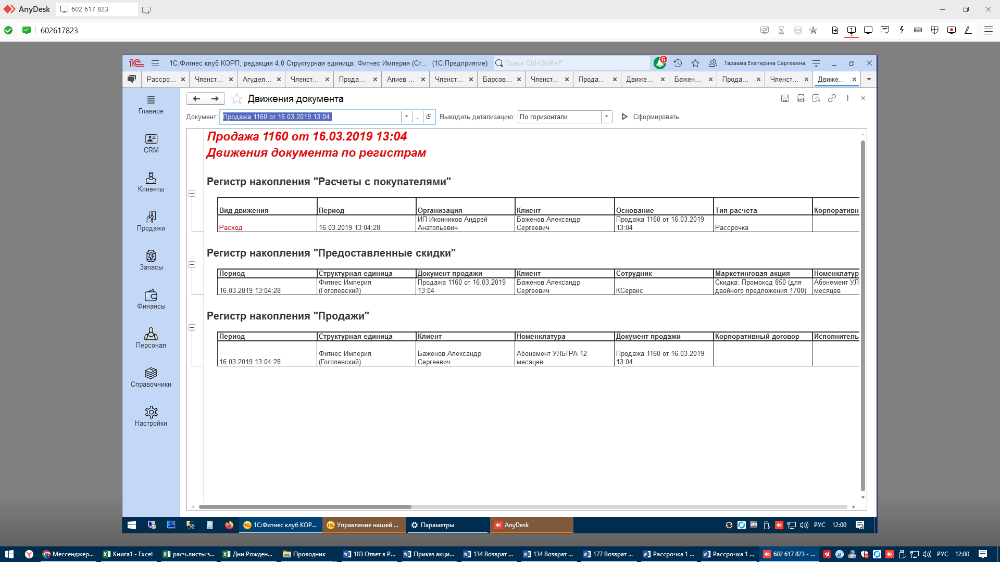 AnyDesk
602 617 823
602617823
1С:Фитнес клуб КОРП, редакция 4.0 Структурная единица: Фитнес Империя (Ст... (1С:Предприятие)
Поиск Ctrl+Shift+F
6
Тараева Екатерина Сергеевна
Рассро...
Членст...
Агудел...
Членст...
Прода...
Алиев ...
Членст...
Барсов...
Членст...
Прода...
Движе...
Бажен...
Прода...
Членст...
Движе...
Главное
CRM
Клиенты
Продажи
Запасы
Финансы
Персонал
Справочники
Настройки
Движения документа
Документ:
Продажа 1160 от 16.03.2019 13:04
...
Выводить детализацию:
По горизонтали
Сформировать
Продажа 1160 от 16.03.2019 13:04
Движения документа по регистрам
Регистр накопления "Расчеты с покупателями"
Вид движения Период Организация Клиент Основание Тип расчета Корпоративн
ИП Иконников Андрей Баженов Александр Продажа 1160 от 16.03.2019
Расход 16.03.2019 13:04:28 Анатольевич Сергеевич 13:04 Рассрочка
Регистр накопления "Предоставленные скидки"
Период Структурная единица Документ продажи Клиент Сотрудник Маркетинговая акция Номенклатур
Фитнес Империя Продажа 1160 от 16.03.2019 Баженов Александр Скидка: Промокод 850 (для Абонемент УЛ
16.03.2019 13:04:28 (Гоголевский) 13:04 Сергеевич КСервис двойного предложения 1700) месяцев
Регистр накопления "Продажи"
Период Структурная единица Клиент Номенклатура Документ продажи Корпоративный договор Исполнитель
Фитнес Империя Баженов Александр Абонемент УЛЬТРА 12 Продажа 1160 от 16.03.2019
16.03.2019 13:04:28 (Гоголевский) Сергеевич месяцев 13:04
1С:Фитнес клуб КОР...
Управление нашей ...
Параметры
AnyDesk
РУС
12:00
Мессенджер...
Книга1 - Excel
расч.листы з...
Дни Рожден...
Проводник
183 Ответ в Р...
Приказ акци...
134 Возврат ...
134 Возврат ...
177 Возврат ...
Рассрочка 1 ...
Рассрочка 1 ...
602 617 823 - ...
РУС
12:00